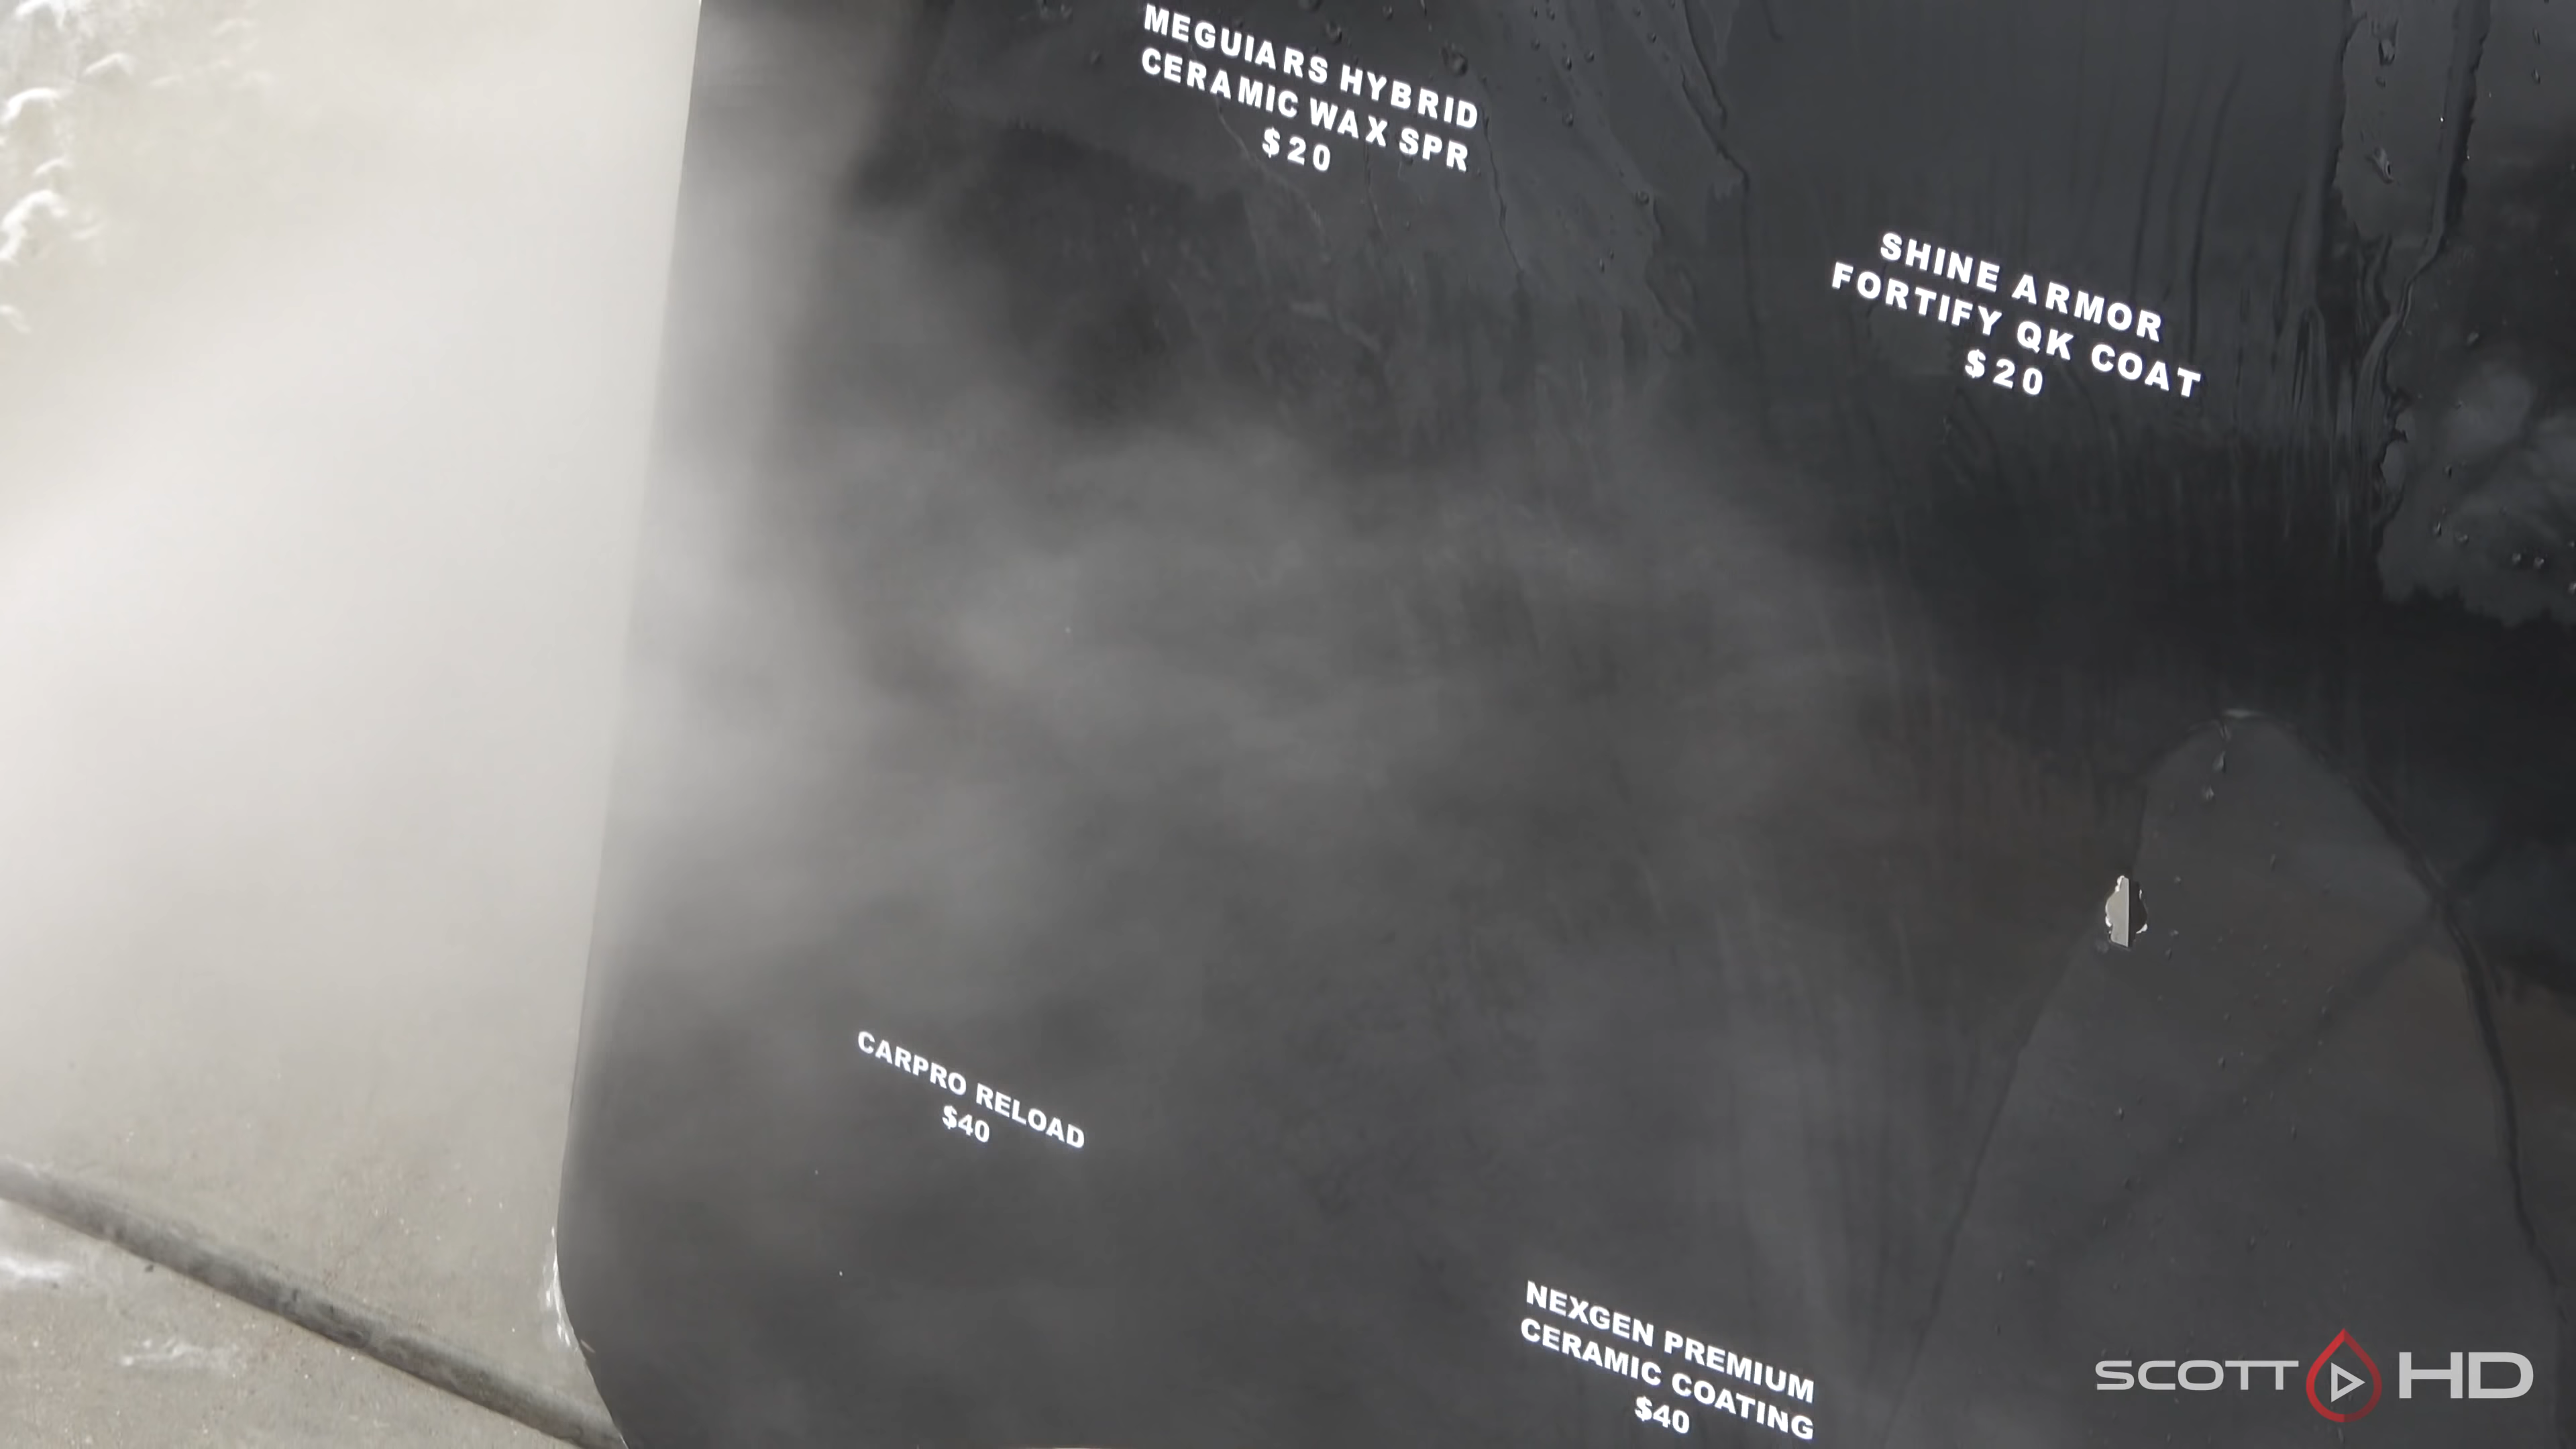 MEGUIARS HYBRID
CERAMIC WAX SPR
$20
SHINE ARMOR
FORTIFY QK COAT
$20
CARPRO RELOAD
$40
NEXGEN PREMIUM
CERAMIC COATING
$40
SCOTT HD